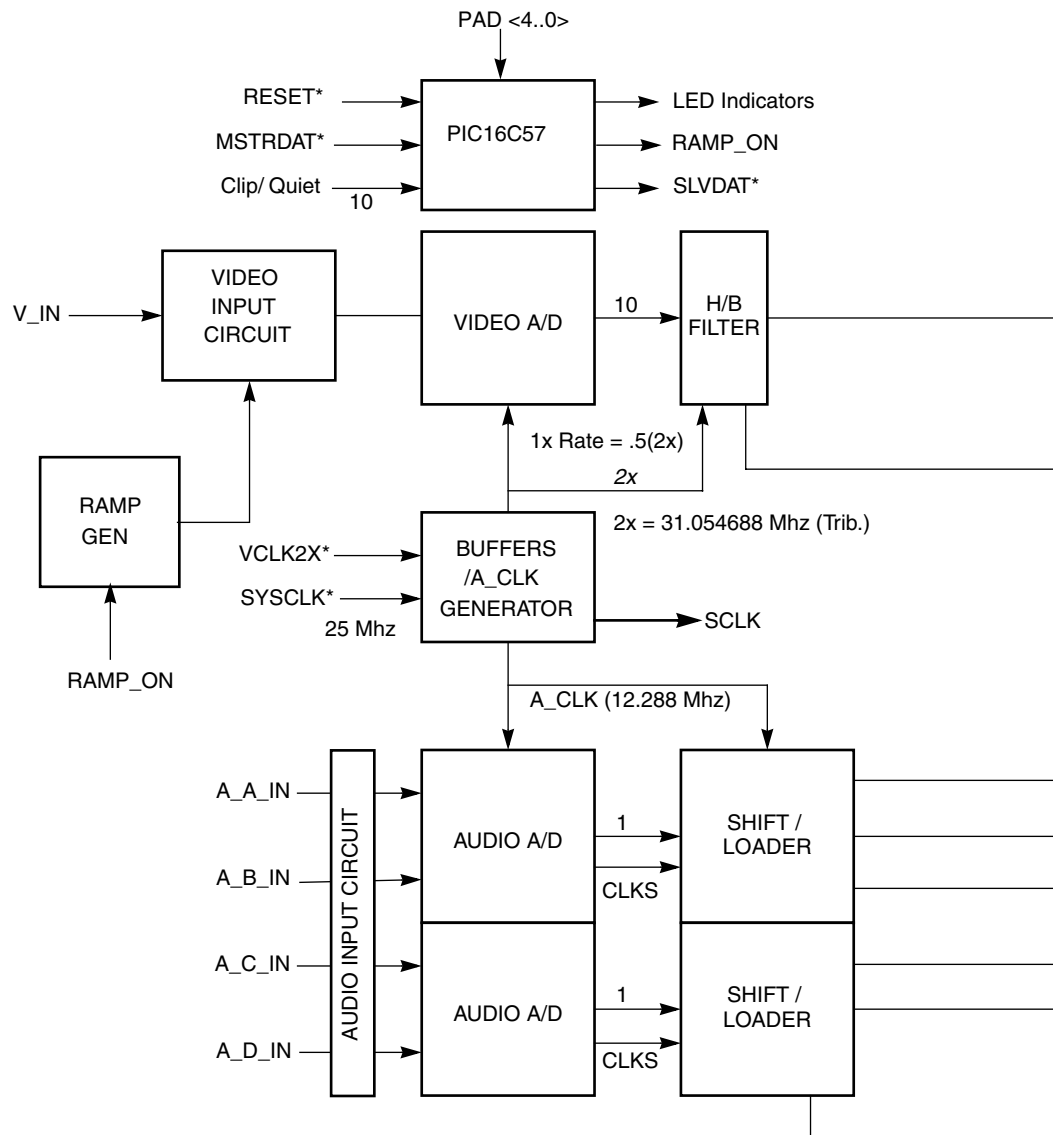 PAD <4..0>
RESET*
MSTRDAT*
Clip/ Quiet
10
PIC16C57
LED Indicators
RAMP_ON
SLVDAT*
V_IN
VIDEO
INPUT
CIRCUIT
VIDEO A/D
10
H/B
FILTER
1x Rate = .5(2x)
2x
2x = 31.054688 Mhz (Trib.)
RAMP
GEN
RAMP_ON
VCLK2X*
SYSCLK*
25 Mhz
BUFFERS
/A_CLK
GENERATOR
SCLK
A_CLK (12.288 Mhz)
A_A_IN
A_B_IN
A_C_IN
A_D_IN
AUDIO INPUT CIRCUIT
AUDIO A/D
1
CLKS
SHIFT /
LOADER
AUDIO A/D
1
CLKS
SHIFT /
LOADER